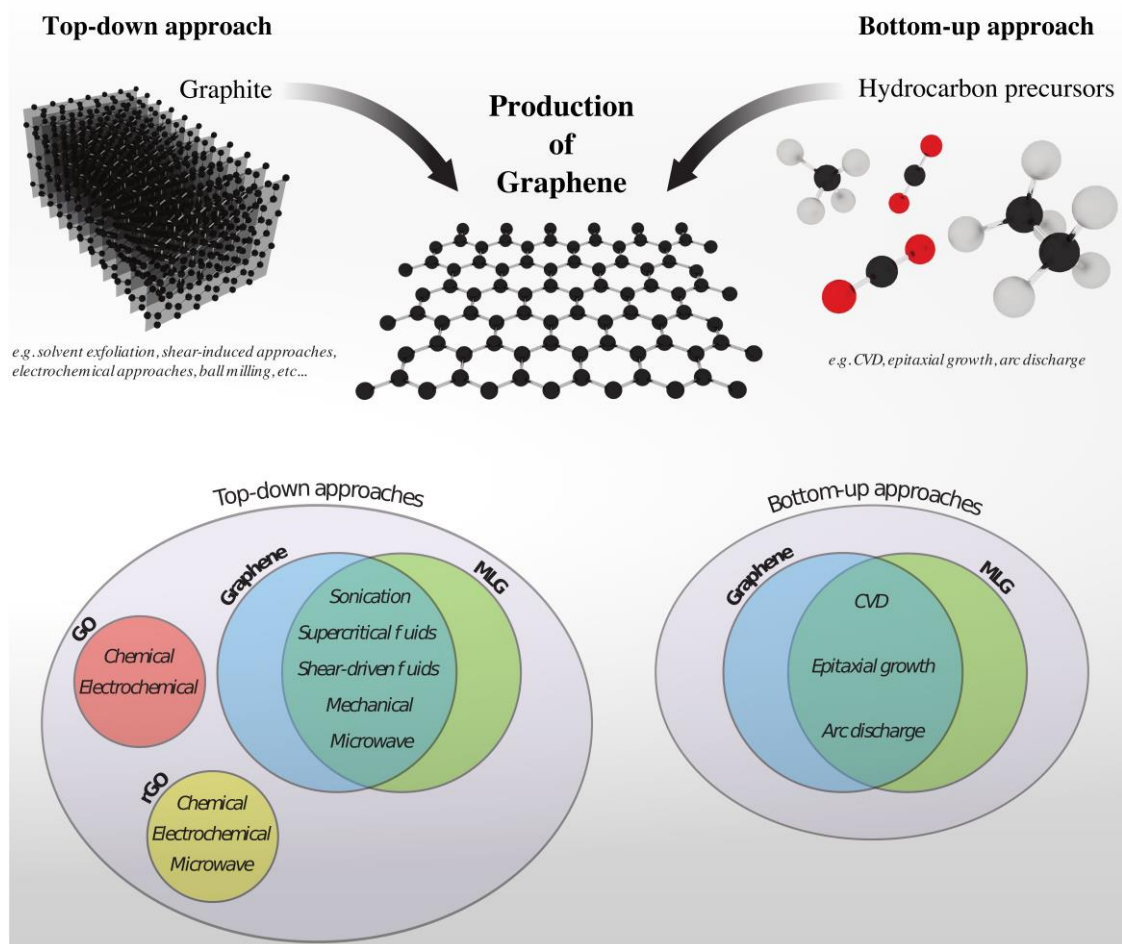 Top-down approach
Graphite
e.g. solvent exfoliation, shear-induced approaches,
electrochemical approaches, ball milling, etc...
Production
of
Graphene
Bottom-up approach
Hydrocarbon precursors
e.g. CVD, epitaxial growth, arc discharge
Top-down approaches
GO
Chemical
Electrochemical
rGO
Chemical
Electrochemical
Microwave
Graphene
MLG
Sonication
Supercritical f uids
Shear-driven fuids
Mechanical
Microwave
Bottom-up approaches
Graphene
MLG
CVD
Epitaxial growth
Arc discharge